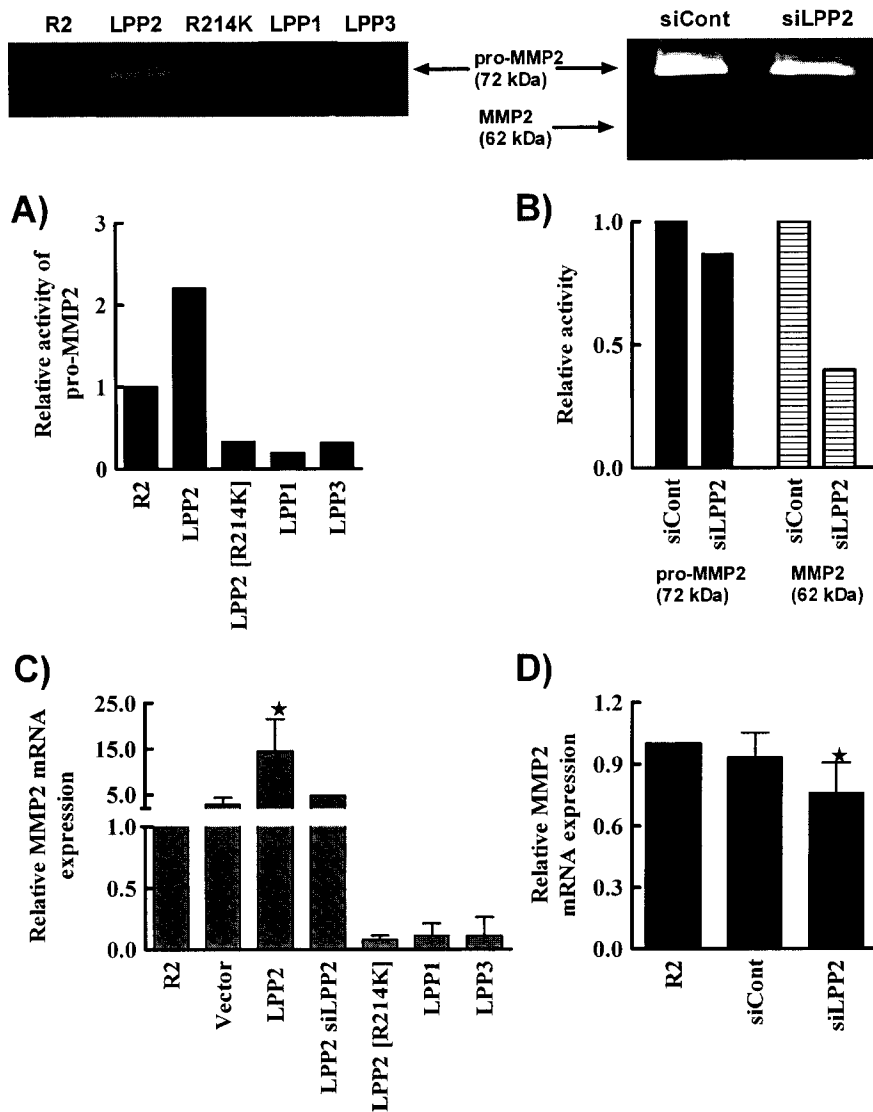 R2 LPP2 R214K LPP1 LPP3
siCont siLPP2
pro-MMP2
(72 kDa)
MMP2
(62 kDa)
A)
Relative activity of
pro-MMP2
3
2
1
0
R2
LPP2
LPP2 [R214K]
LPP1
LPP3
B)
Relative activity
1.0
0.5
0.0
siCont
siLPP2
siCont
siLPP2
pro-MMP2
(72 kDa)
MMP2
(62 kDa)
C)
Relative MMP2 mRNA
expression
25.0
15.0
5.0
1.0
0.5
0.0
R2
Vector
LPP2
LPP2 siLPP2
LPP2 [R214K]
LPP1
LPP3
D)
Relative MMP2
mRNA expression
1.2
0.9
0.6
0.3
0.0
R2
siCont
siLPP2